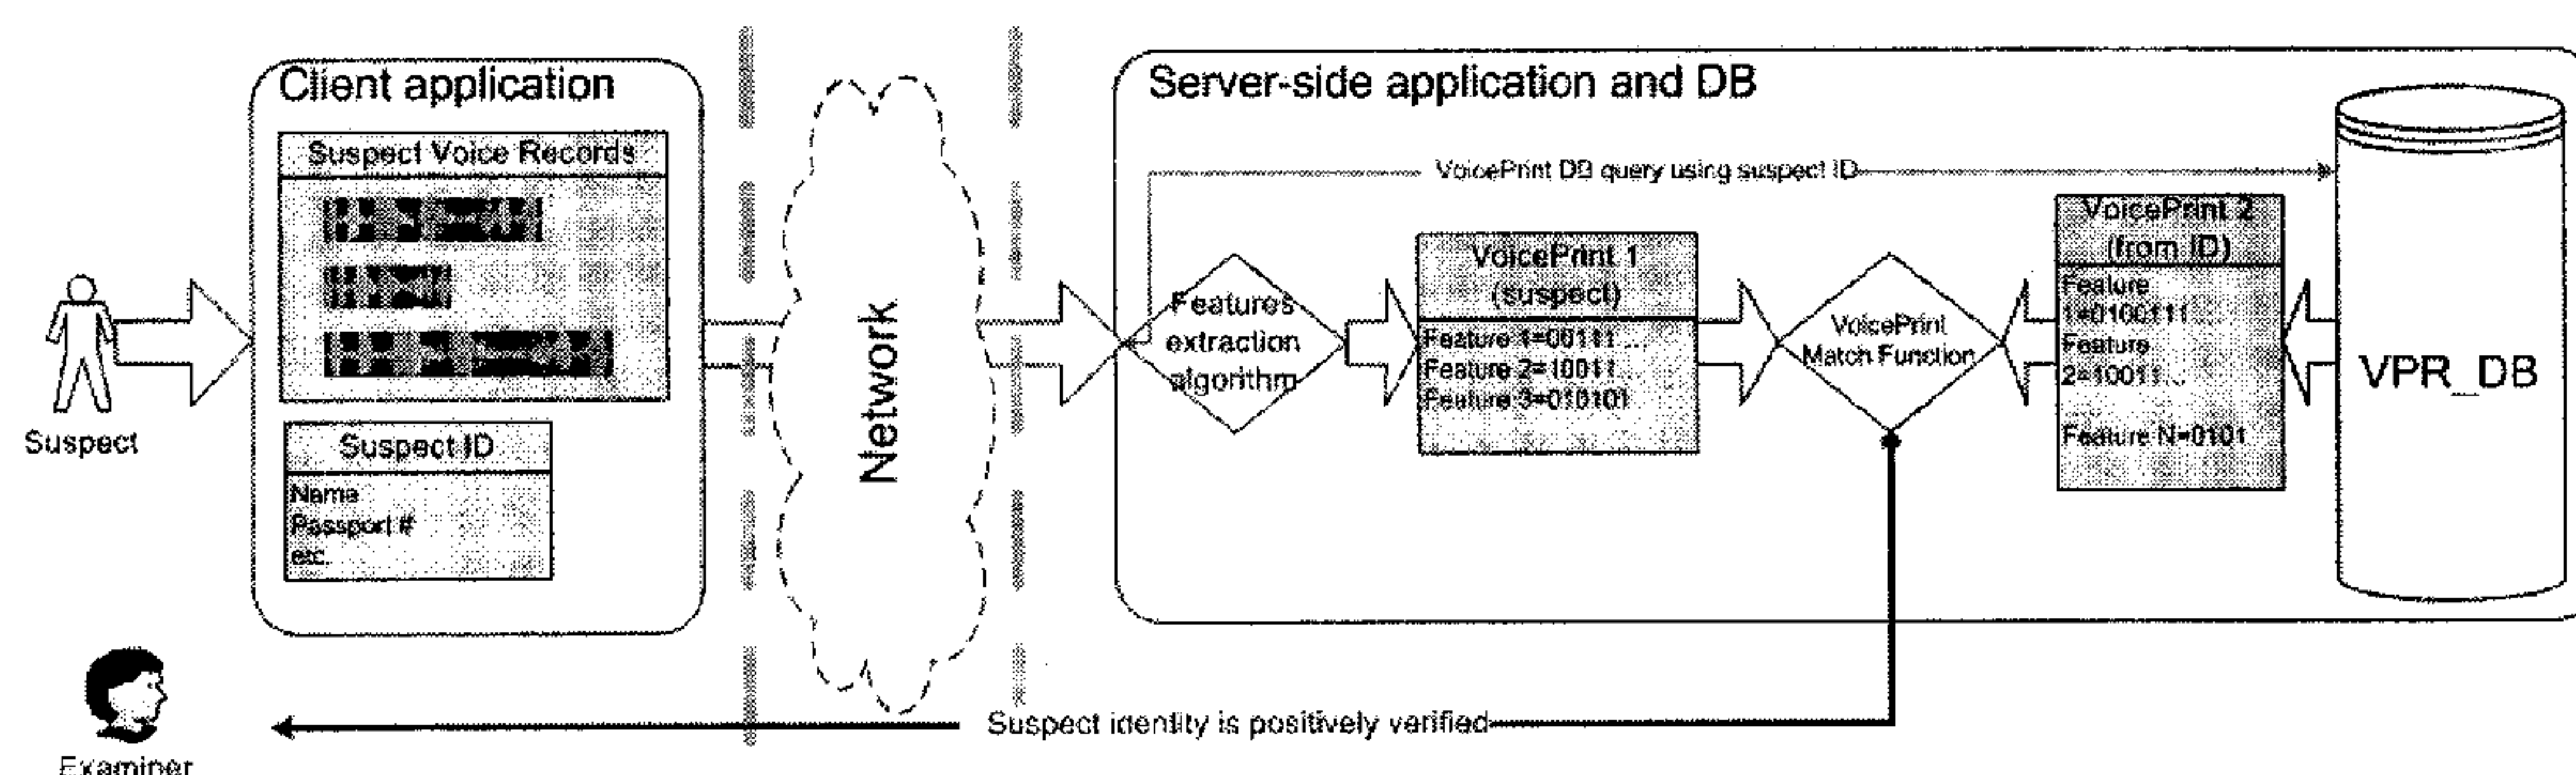 Client application
Suspect Voice Records
Suspect ID
Name
Passport #
etc.
Suspect
Examiner
Network
Server-side application and DB
VoicePrint DB query using suspect ID
Features
extraction
algorithm
VoicePrint 1
(suspect)
Feature 1=00111...
Feature 2=10011...
Feature 3=010101
VoicePrint
Match Function
VoicePrint 2
(from ID)
Feature
1=0100111...
Feature
2=10011...
Feature N=0101
VPR_DB
Suspect identity is positively verified